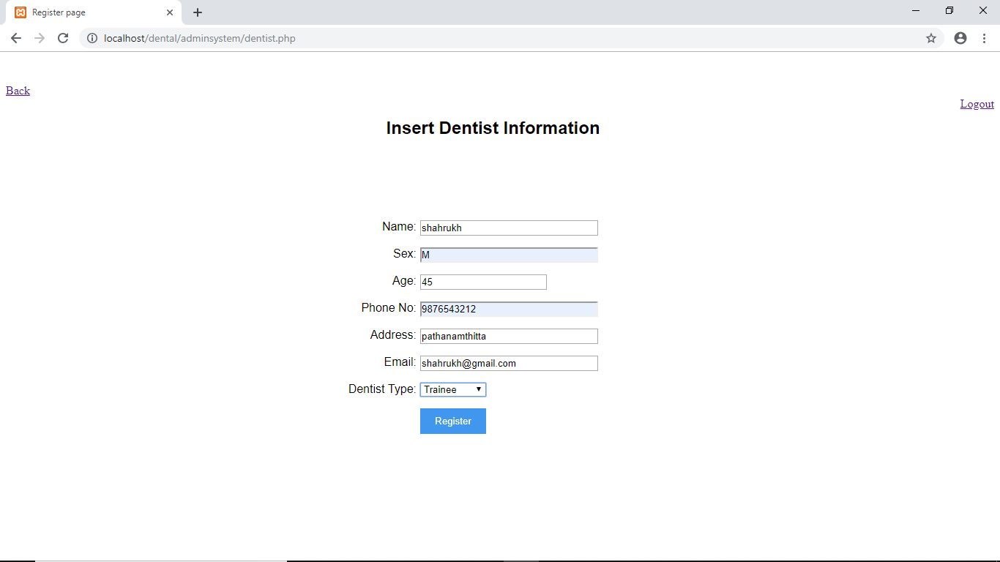 Register page
localhost/dental/adminsystem/dentist.php
Back
Logout
Insert Dentist Information
Name: shahrukh
Sex: M
Age: 45
Phone No: 9876543212
Address: pathanamthitta
Email: shahrukh@gmail.com
Dentist Type: Trainee
Register